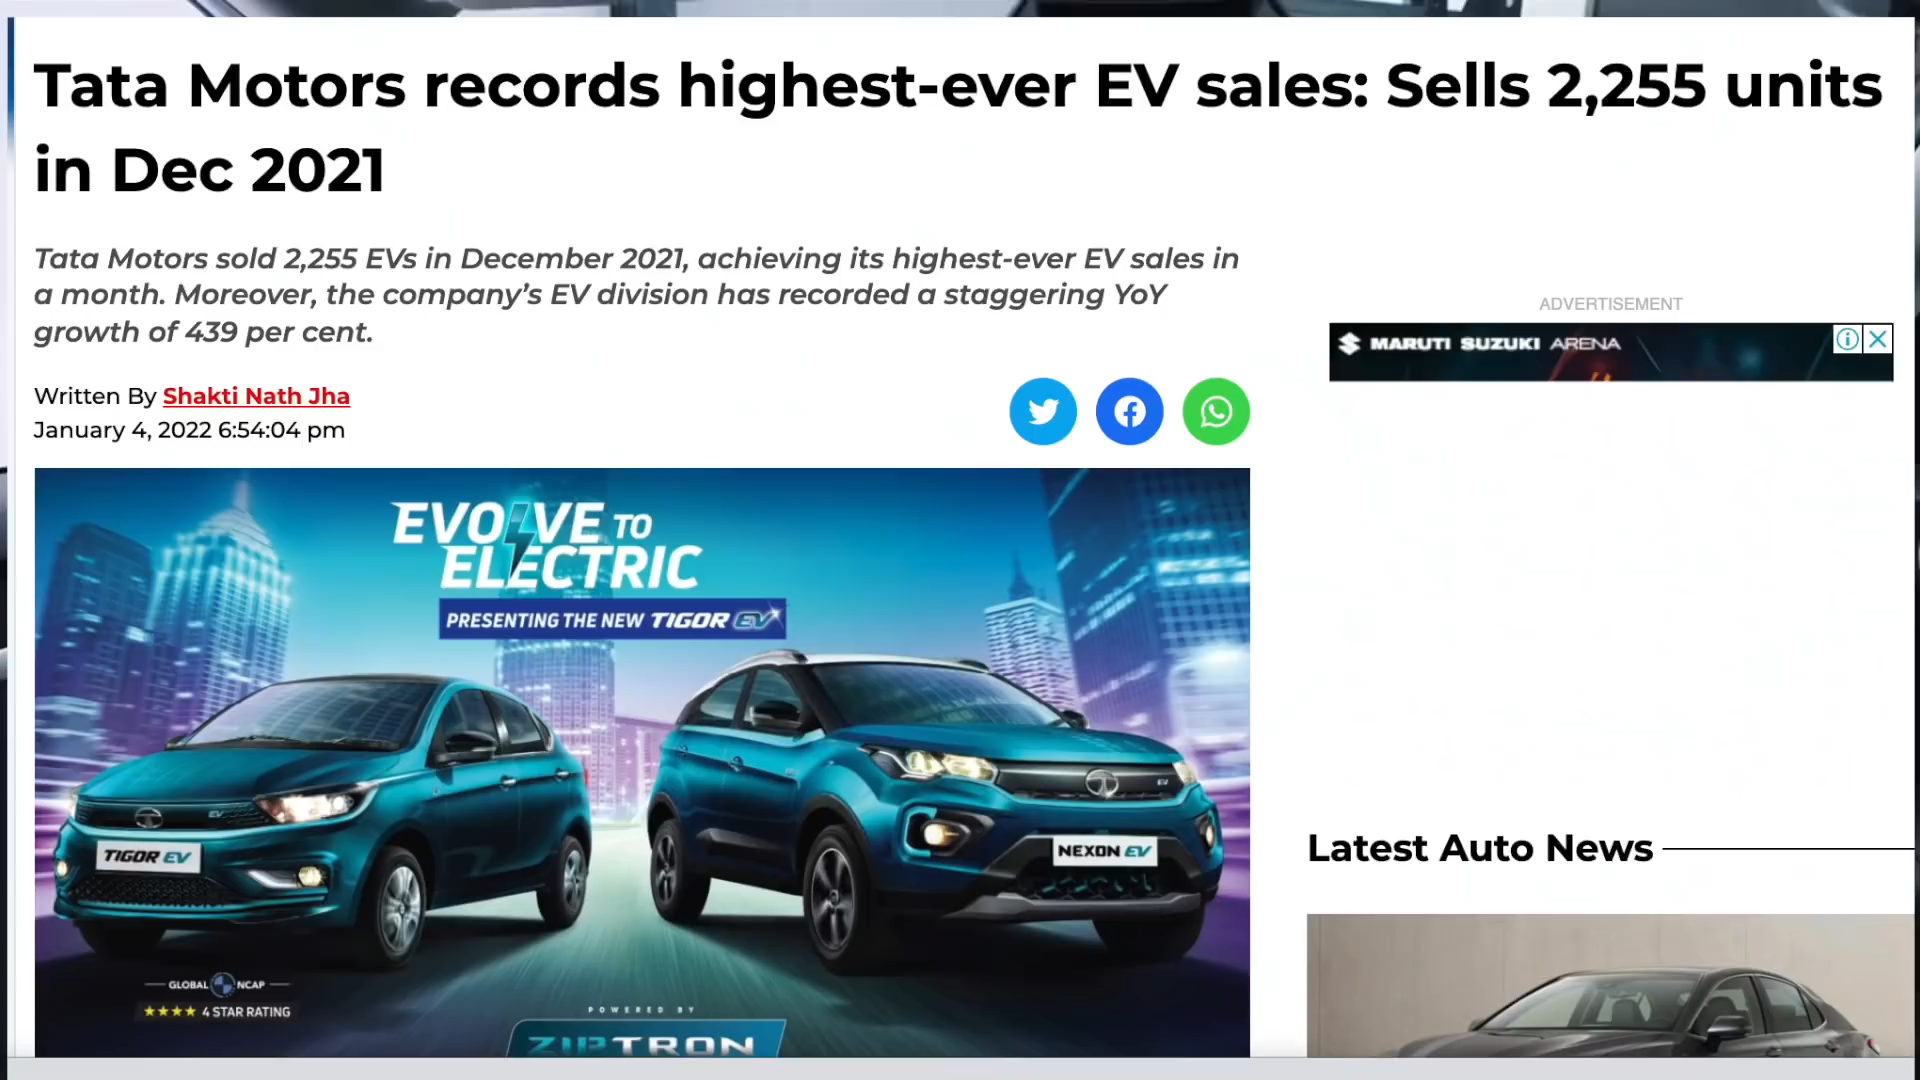 Tata Motors records highest-ever EV sales: Sells 2,255 units
in Dec 2021
Tata Motors sold 2,255 EVs in December 2021, achieving its highest-ever EV sales in
a month. Moreover, the company’s EV division has recorded a staggering YoY
growth of 439 per cent.
Written By Shakti Nath Jha
January 4, 2022 6:54:04 pm
ADVERTISEMENT
MARUTI SUZUKI ARENA
EVOLVE TO
ELECTRIC
PRESENTING THE NEW TIGOR EV
TIGOR EV
EV
NEXON EV
EV
GLOBAL NCAP
4 STAR RATING
POWERED BY
ZIPTRON
Latest Auto News